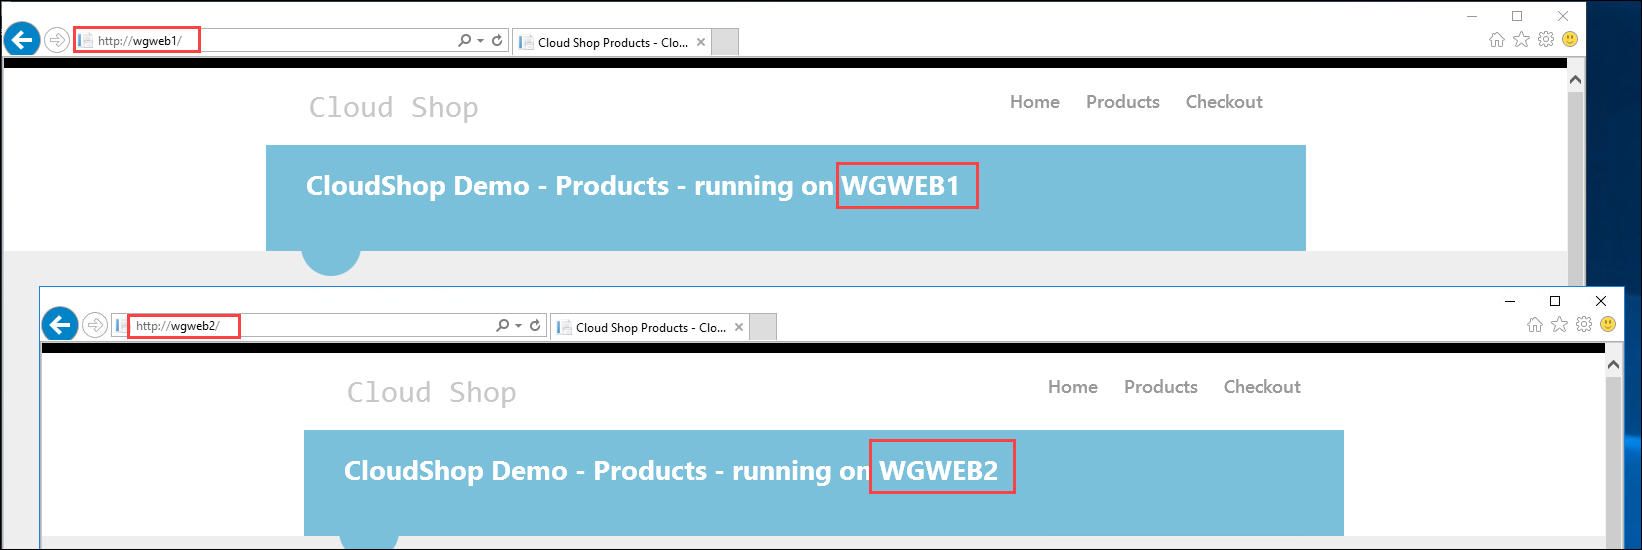 http://wgweb1/
Cloud Shop Products - Clo...
Cloud Shop
Home Products Checkout
CloudShop Demo - Products - running on WGWEB1
http://wgweb2/
Cloud Shop Products - Clo...
Cloud Shop
Home Products Checkout
CloudShop Demo - Products - running on WGWEB2